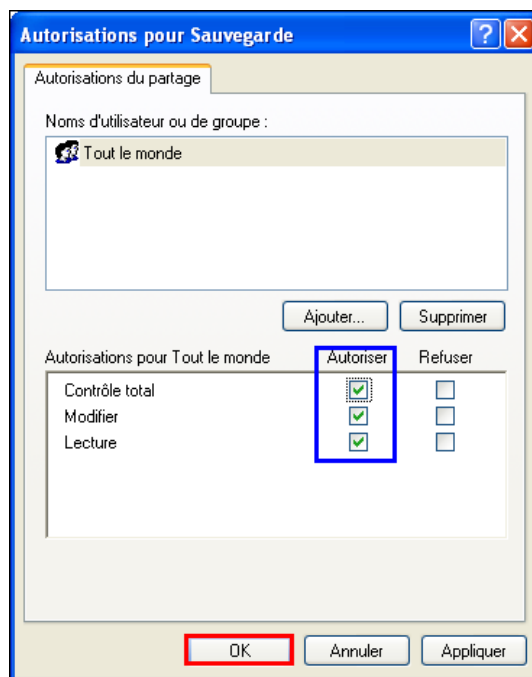 Autorisations pour Sauvegarde
Autorisations du partage
Noms d'utilisateur ou de groupe :
Tout le monde
Ajouter... Supprimer
Autorisations pour Tout le monde Autoriser Refuser
Contrôle total
Modifier
Lecture
OK Annuler Appliquer